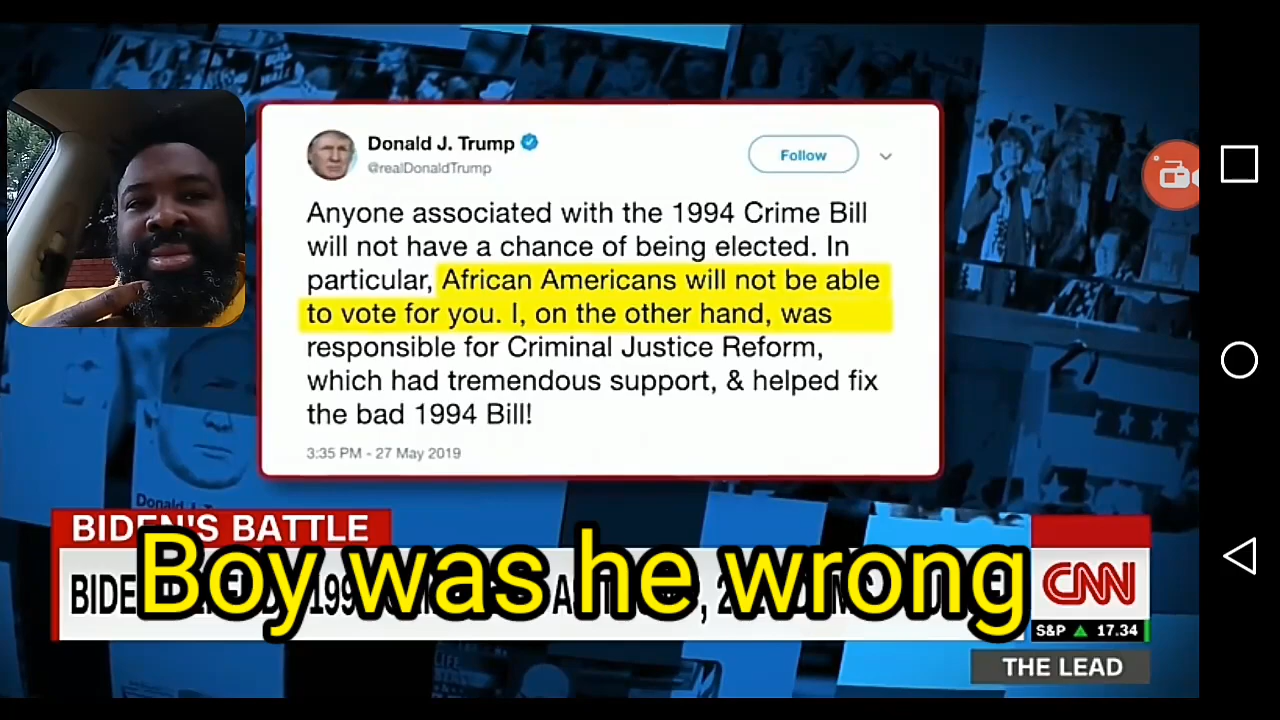 Donald J. Trump
@realDonaldTrump
Follow
Anyone associated with the 1994 Crime Bill
will not have a chance of being elected. In
particular, African Americans will not be able
to vote for you. I, on the other hand, was
responsible for Criminal Justice Reform,
which had tremendous support, & helped fix
the bad 1994 Bill!
3:35 PM - 27 May 2019
Donald J.
BIDEN'S BATTLE
Boy was he wrong
CNN
S&P ▲ 17.34
THE LEAD